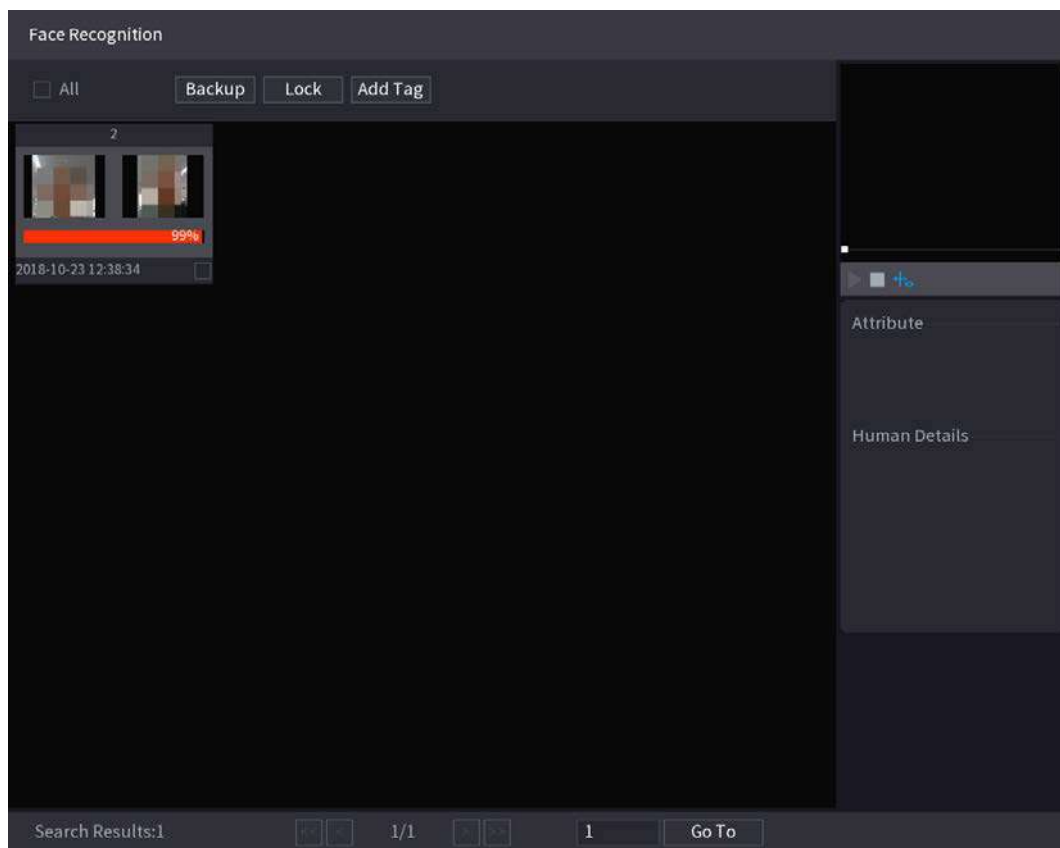 Face Recognition
All
Backup
Lock
Add Tag
2
99%
2018-10-23 12:38:34
Attribute
Human Details
Search Results:1
<<
<
1/1
>
>>
1
Go To